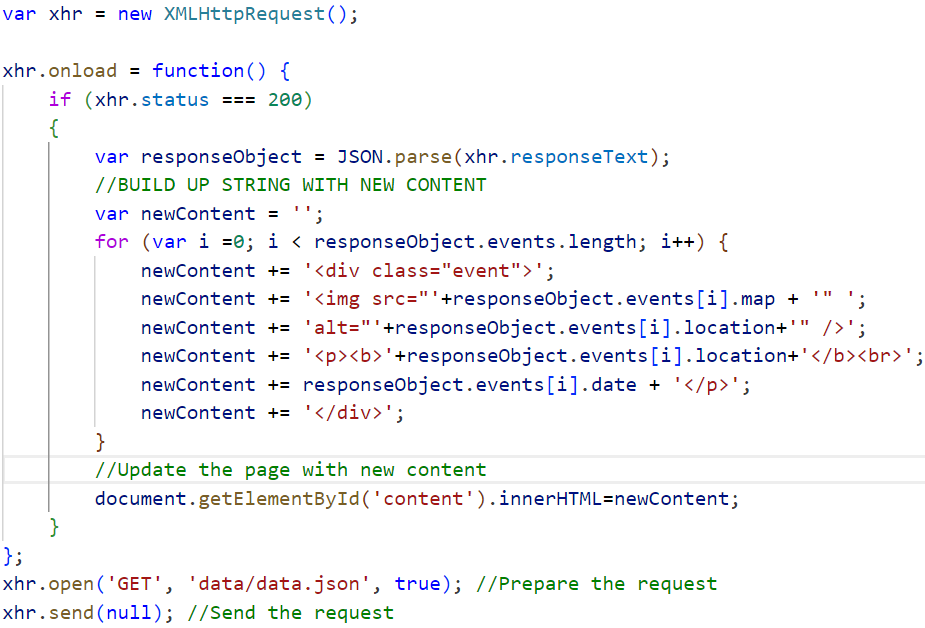 var xhr = new XMLHttpRequest();

xhr.onload = function() {
    if (xhr.status === 200)
    {
        var responseObject = JSON.parse(xhr.responseText);
        //BUILD UP STRING WITH NEW CONTENT
        var newContent = '';
        for (var i =0; i < responseObject.events.length; i++) {
            newContent += '<div class="event">';
            newContent += '<img src="'+responseObject.events[i].map + '" ';
            newContent += 'alt="'+responseObject.events[i].location+'" />';
            newContent += '<p><b>'+responseObject.events[i].location+'</b><br>';
            newContent += responseObject.events[i].date + '</p>';
            newContent += '</div>';
        }
        //Update the page with new content
        document.getElementById('content').innerHTML=newContent;
    }
};
xhr.open('GET', 'data/data.json', true); //Prepare the request
xhr.send(null); //Send the request